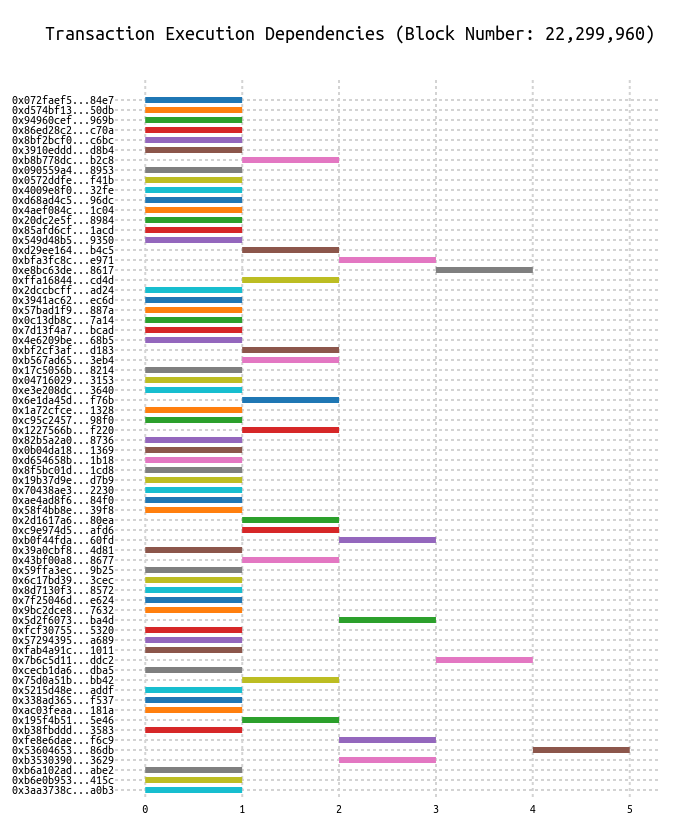 Transaction Execution Dependencies (Block Number: 22,299,960)
0x072faef5...84e7
0xd574bf13...50db
0x94960cef...969b
0x86ed28c2...c70a
0x8bf2bcf0...c6bc
0x3910eddd...d8b4
0xb8b778dc...b2c8
0x090559a4...8953
0x0572ddfe...f41b
0x4009e8f0...32fe
0xd68ad4c5...96dc
0x4aef084c...1c04
0x20dc2e5f...8984
0x85afd6cf...1acd
0x549d48b5...9350
0xd29ee164...b4c5
0xbfa3fc8c...e971
0xe8bc63de...8617
0xffa16844...cd4d
0x2dccbcff...ad24
0x3941ac62...ec6d
0x57bad1f9...887a
0x0c13db8c...7a14
0x7d13f4a7...bcad
0x4e6209be...68b5
0xbf2cf3af...d183
0xb567ad65...3eb4
0x17c5056b...8214
0x04716029...3153
0xe3e208dc...3640
0x6e1da45d...f76b
0x1a72cfce...1328
0xc95c2457...98f0
0x1227566b...f220
0x82b5a2a0...8736
0x0b04da18...1369
0xd654658b...1b18
0x8f5bc01d...1cd8
0x19b37d9e...d7b9
0x70438ae3...2230
0xae4ad8f6...84f0
0x58f4bb8e...39f8
0x2d1617a6...80ea
0xc9e974d5...afd6
0xb0f44fda...60fd
0x39a0cbf8...4d81
0x43bf00a8...8677
0x59ffa3ec...9b25
0x6c17bd39...3cec
0x8d7130f3...8572
0x7f25046d...e624
0x9bc2dce8...7632
0x5d2f6073...ba4d
0xfcf30755...5320
0x57294395...a689
0xfab4a91c...1011
0x7b6c5d11...ddc2
0xcecb1da6...dba5
0x75d0a51b...bb42
0x5215d48e...addf
0x338ad365...f537
0xac03feaa...181a
0x195f4b51...5e46
0xb38fbddd...3583
0xfe8e6dae...f6c9
0x53604653...86db
0xb3530390...3629
0xb6a102ad...abe2
0xb6e0b953...415c
0x3aa3738c...a0b3
0 1 2 3 4 5